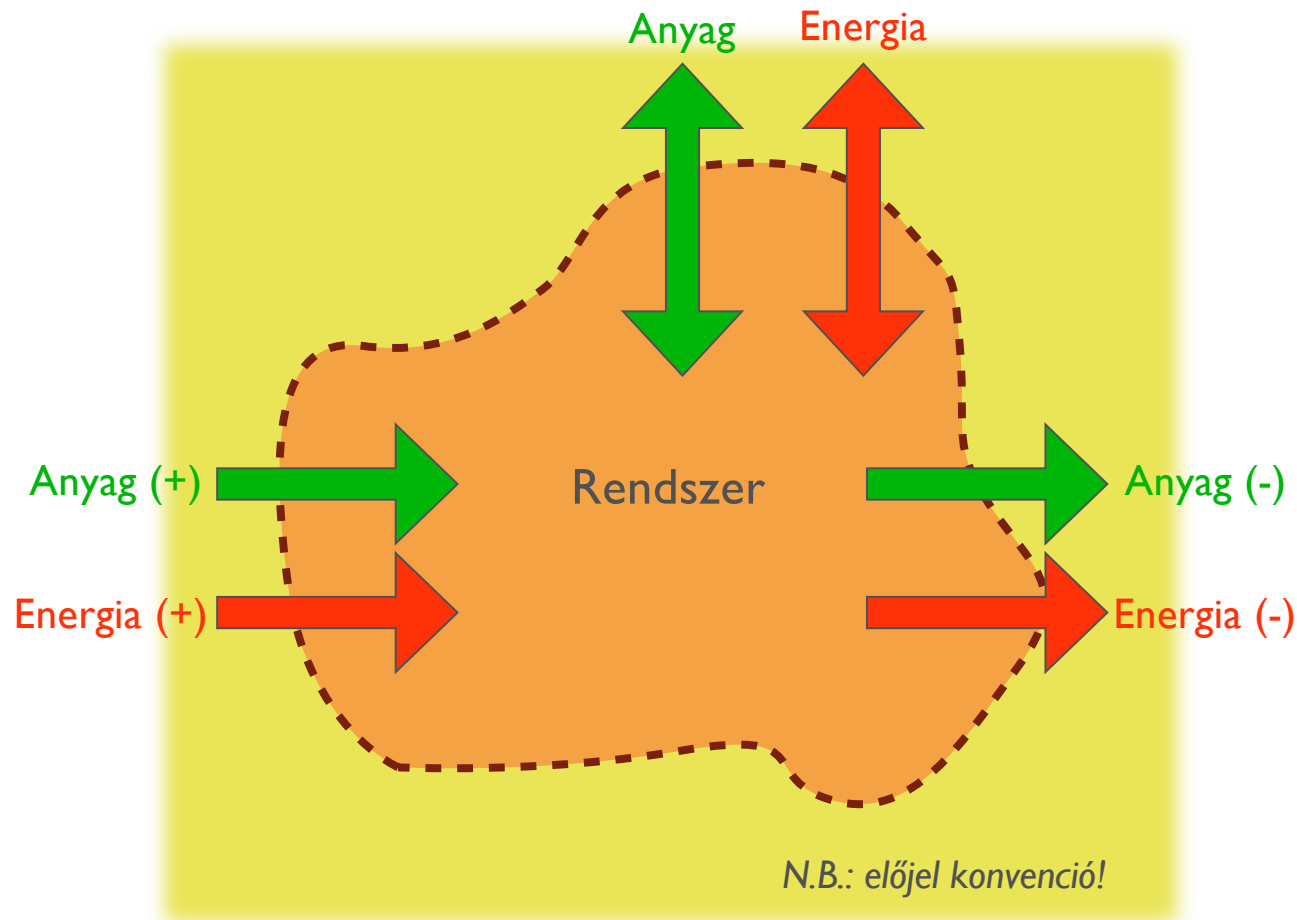 Anyag
Energia
Anyag (+)
Rendszer
Anyag (-)
Energia (+)
Energia (-)
N.B.: előjel konvenció!